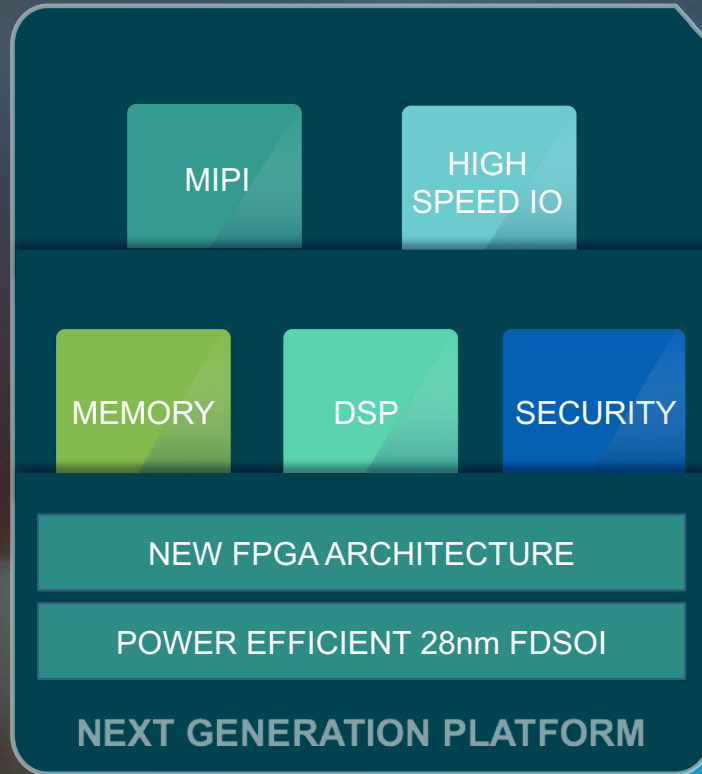 MIPI
HIGH
SPEED IO
MEMORY
DSP
SECURITY
NEW FPGA ARCHITECTURE
POWER EFFICIENT 28nm FDSOI
NEXT GENERATION PLATFORM